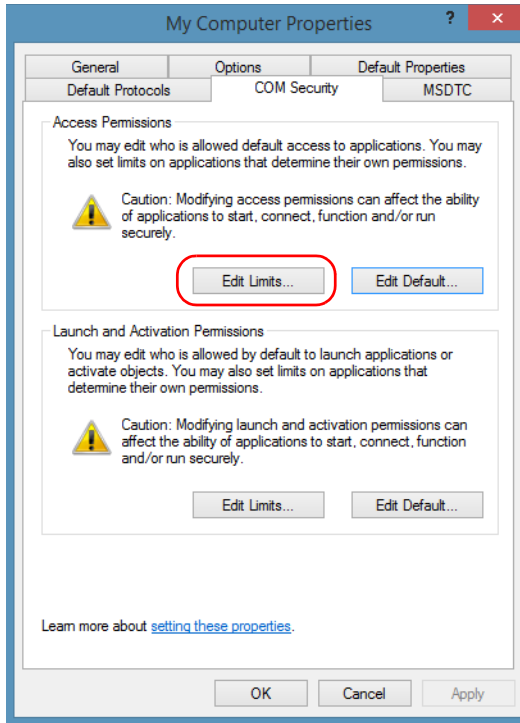 My Computer Properties
? ×
General Options Default Properties
Default Protocols COM Security MSDTC
Access Permissions
You may edit who is allowed default access to applications. You may
also set limits on applications that determine their own permissions.
Caution: Modifying access permissions can affect the ability
of applications to start, connect, function and/or run
securely.
Edit Limits... Edit Default...
Launch and Activation Permissions
You may edit who is allowed by default to launch applications or
activate objects. You may also set limits on applications that
determine their own permissions.
Caution: Modifying launch and activation permissions can
affect the ability of applications to start, connect, function
and/or run securely.
Edit Limits... Edit Default...
Learn more about setting these properties.
OK Cancel Apply